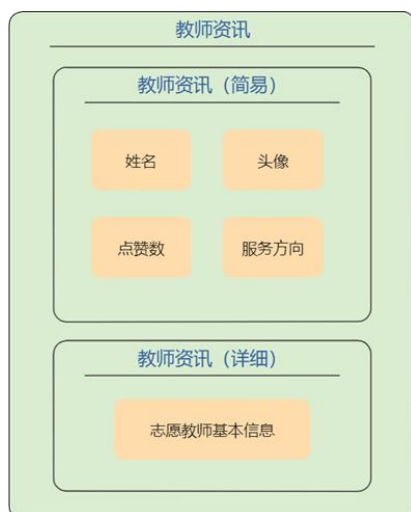 教师资讯
教师资讯（简易）
姓名
头像
点赞数
服务方向
教师资讯（详细）
志愿教师基本信息